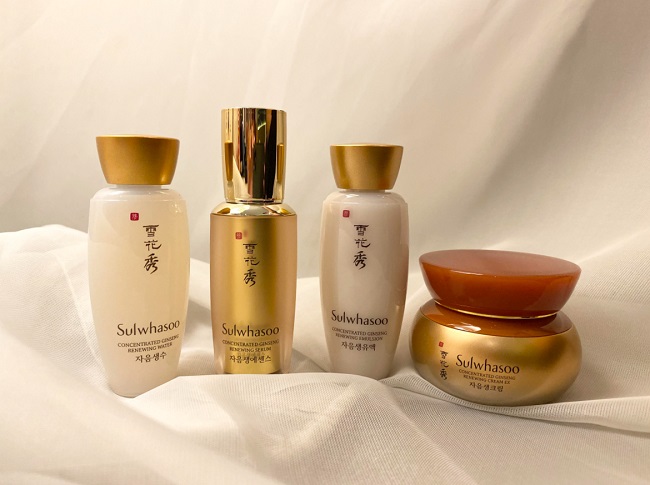 雪花秀
Sulwhasoo
CONCENTRATED GINSENG
RENEWING WATER
자음생수
雪花秀
Sulwhasoo
CONCENTRATED GINSENG
RENEWING SERUM
자음생에센스
雪花秀
Sulwhasoo
CONCENTRATED GINSENG
RENEWING EMULSION
자음생유액
雪花秀
Sulwhasoo
CONCENTRATED GINSENG
RENEWING CREAM EX
자음생크림